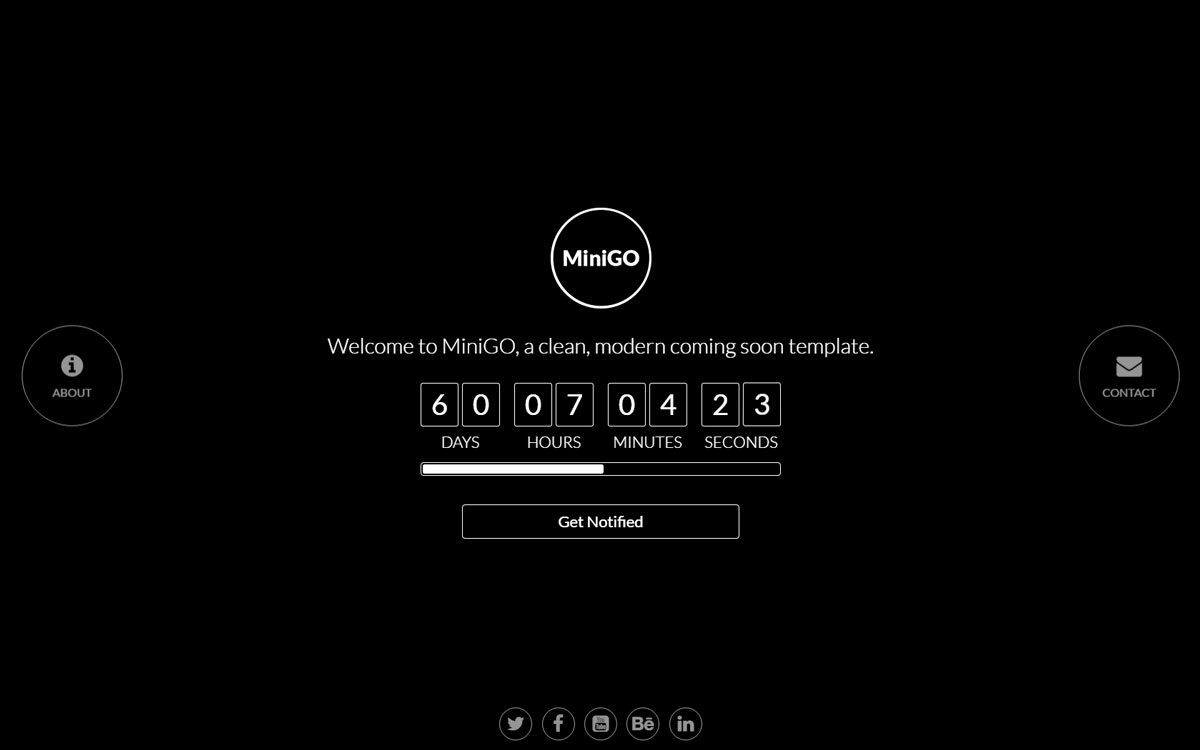 MiniGO
Welcome to MiniGO, a clean, modern coming soon template.
ABOUT
CONTACT
60 07 04 23
DAYS HOURS MINUTES SECONDS
Get Notified
Bē in